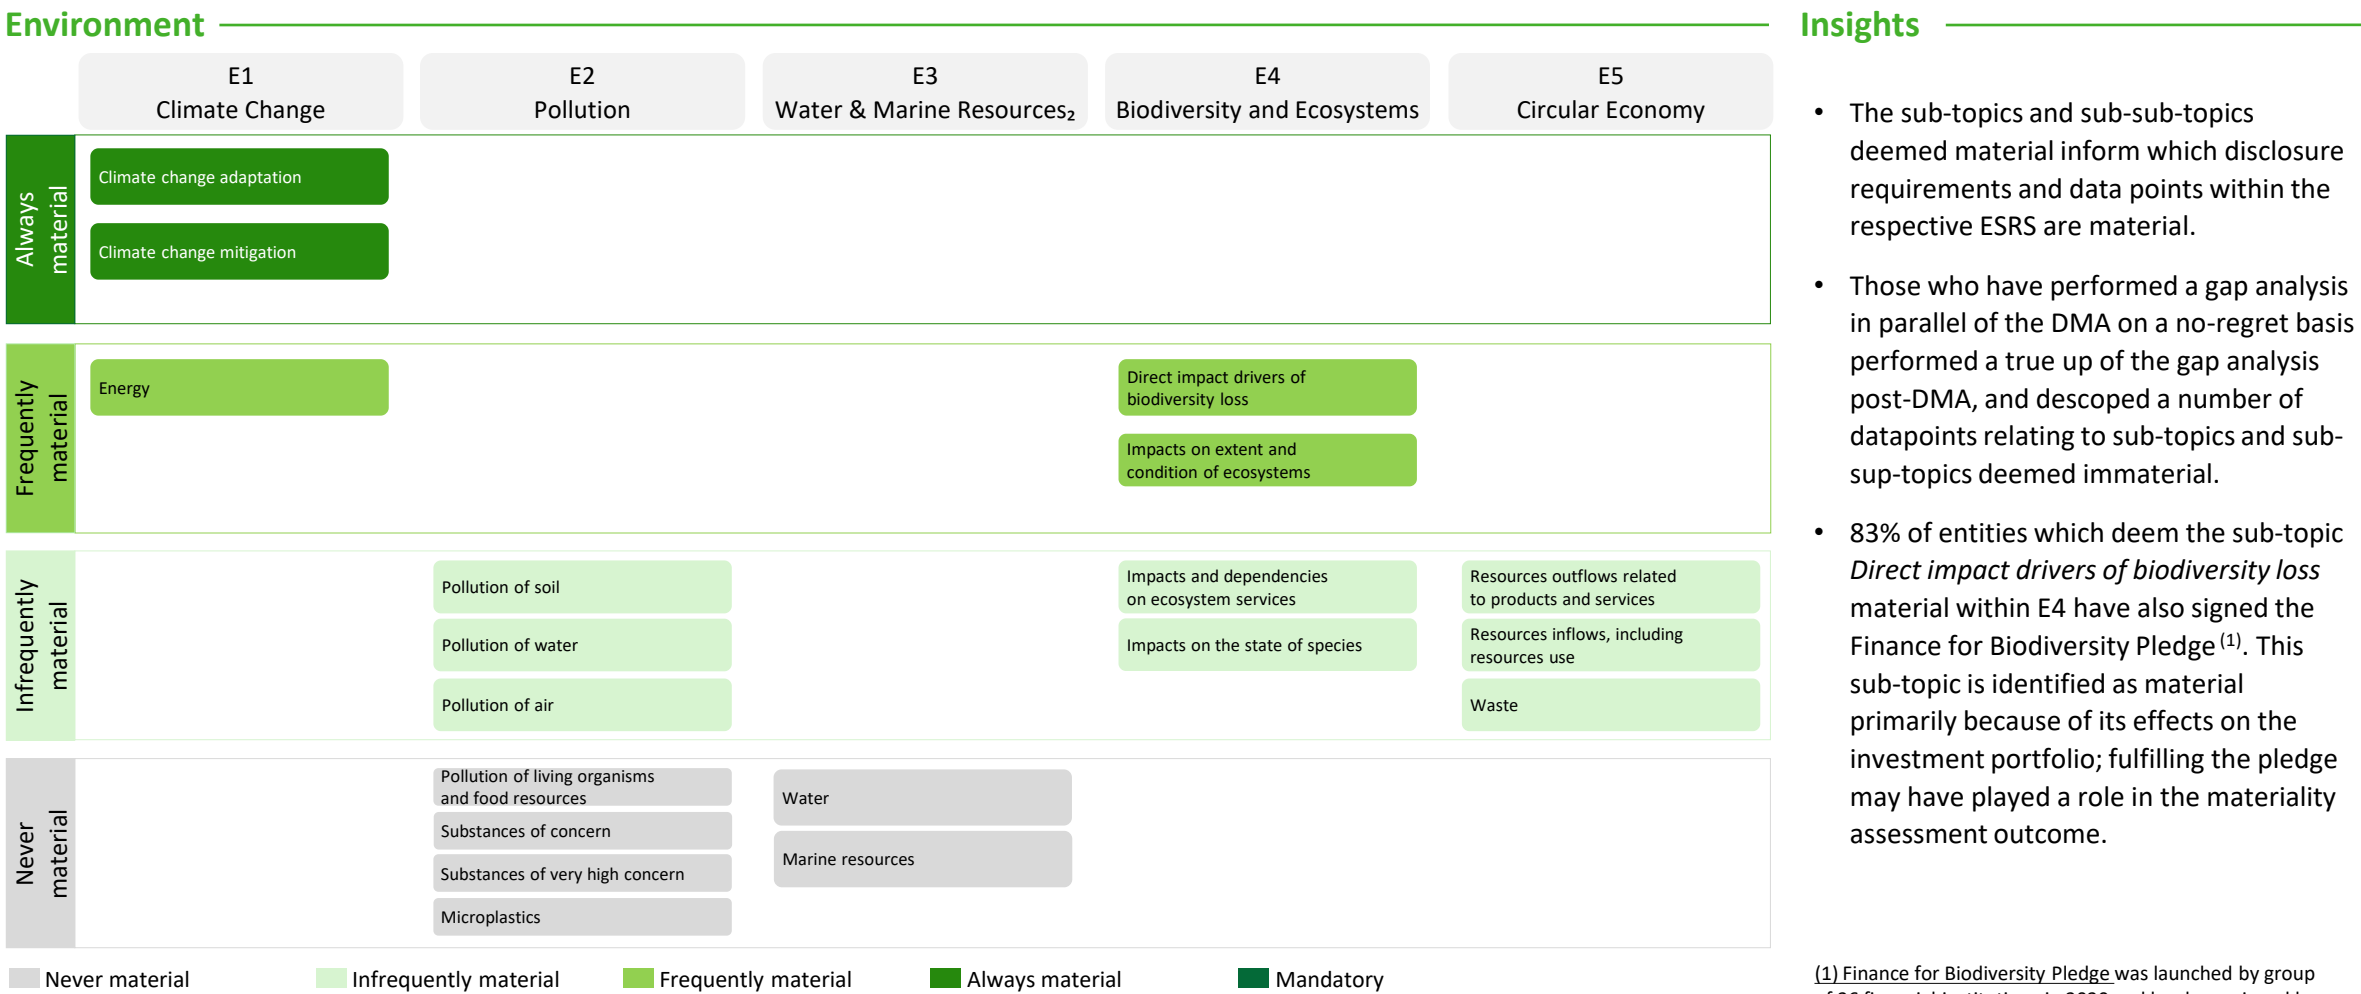 Environment
E1
Climate Change
E2
Pollution
E3
Water & Marine Resources₂
E4
Biodiversity and Ecosystems
E5
Circular Economy
Always
material
Climate change adaptation
Climate change mitigation
Frequently
material
Energy
Direct impact drivers of
biodiversity loss
Impacts on extent and
condition of ecosystems
Infrequently
material
Pollution of soil
Pollution of water
Pollution of air
Impacts and dependencies
on ecosystem services
Impacts on the state of species
Resources outflows related
to products and services
Resources inflows, including
resources use
Waste
Never
material
Pollution of living organisms
and food resources
Substances of concern
Substances of very high concern
Microplastics
Water
Marine resources
Never material
Infrequently material
Frequently material
Always material
Mandatory
Insights
• The sub-topics and sub-sub-topics
deemed material inform which disclosure
requirements and data points within the
respective ESRS are material.
• Those who have performed a gap analysis
in parallel of the DMA on a no-regret basis
performed a true up of the gap analysis
post-DMA, and descoped a number of
datapoints relating to sub-topics and sub-
sup-topics deemed immaterial.
• 83% of entities which deem the sub-topic
Direct impact drivers of biodiversity loss
material within E4 have also signed the
Finance for Biodiversity Pledge (1). This
sub-topic is identified as material
primarily because of its effects on the
investment portfolio; fulfilling the pledge
may have played a role in the materiality
assessment outcome.
(1) Finance for Biodiversity Pledge was launched by group